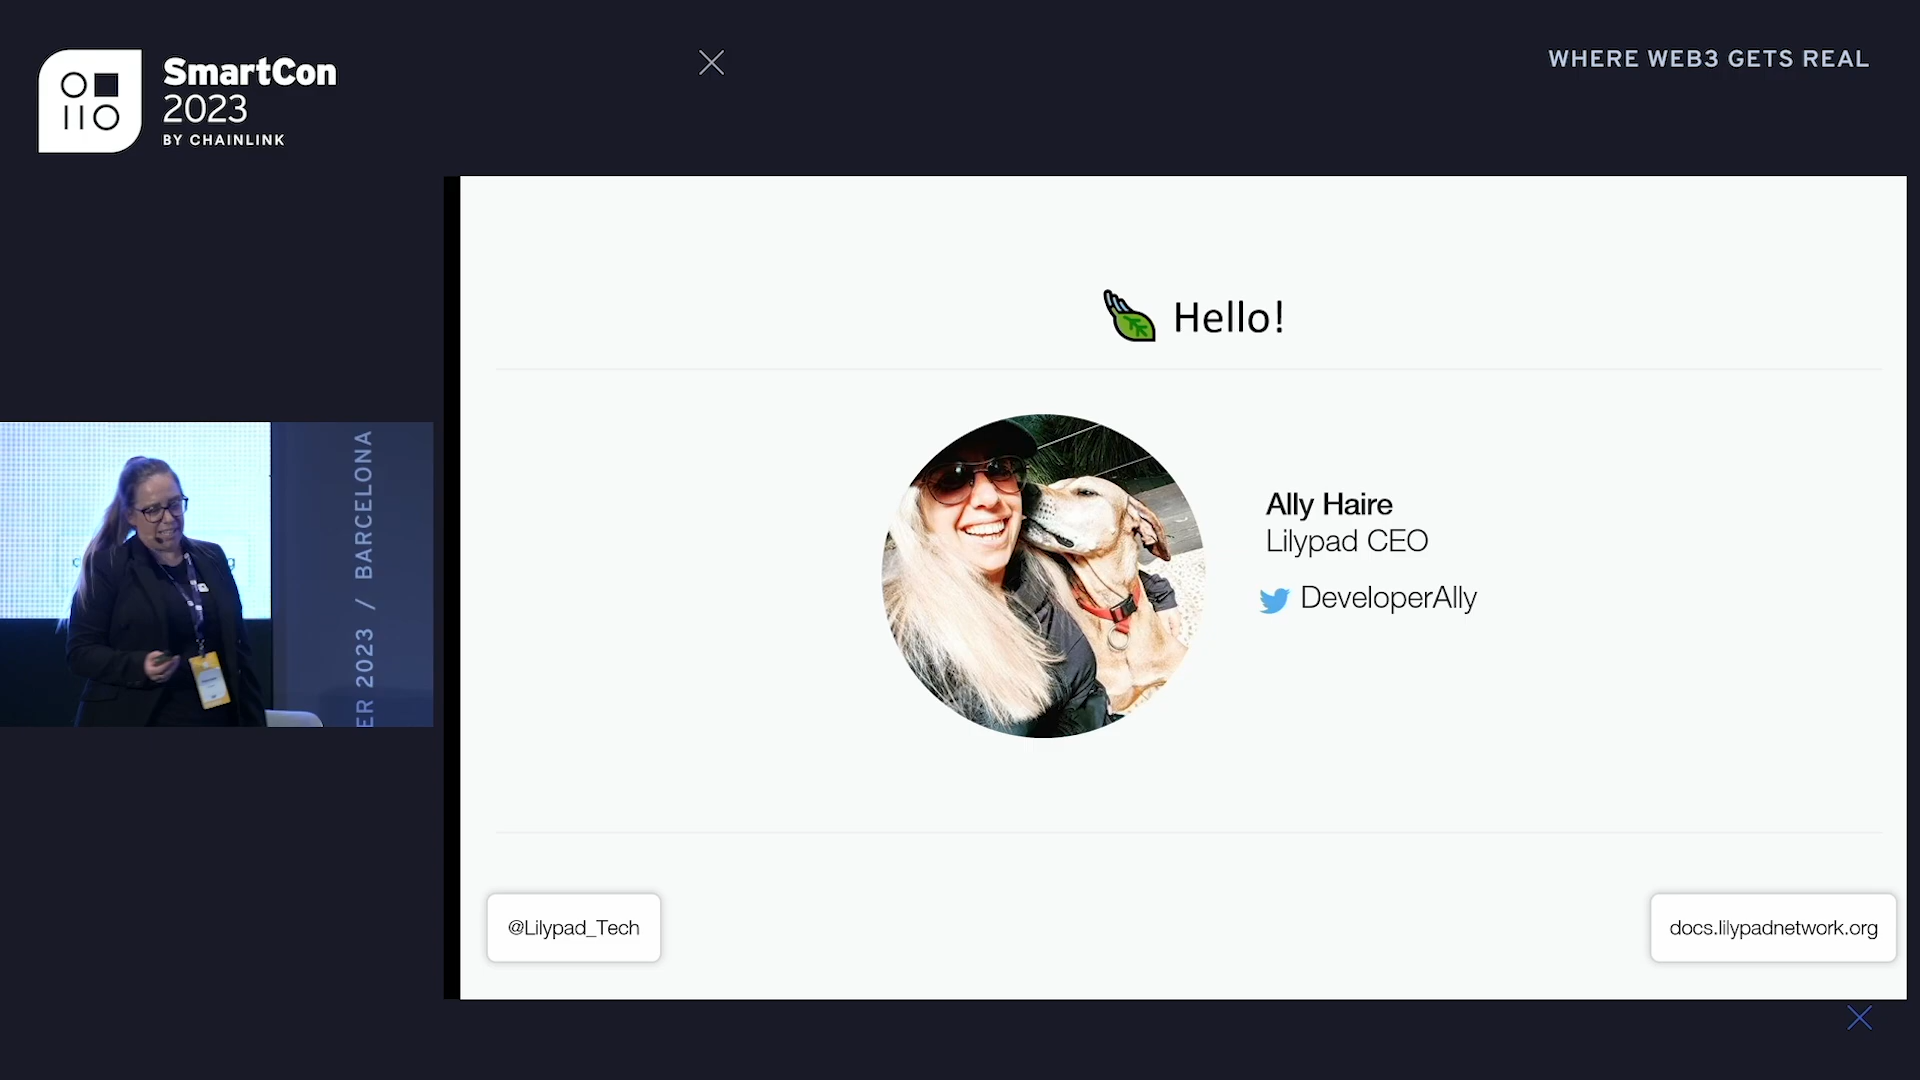 SmartCon
2023
BY CHAINLINK
WHERE WEB3 GETS REAL
BARCELONA
/
ER 2023
Hello!
Ally Haire
Lilypad CEO
DeveloperAlly
@Lilypad_Tech
docs.lilypadnetwork.org